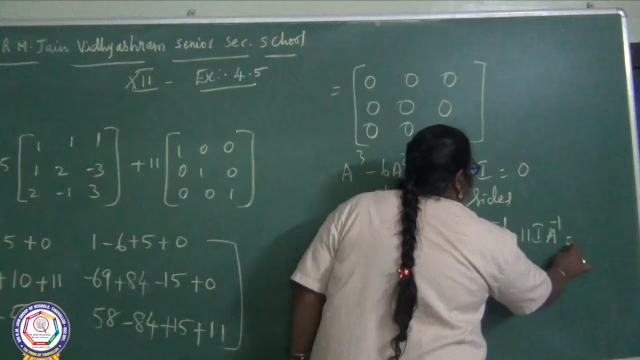 R.M. Jain Vidhyashram Senior Sec. School
XII - Ex:- 4.5
5 [1 1 1] + 11 [1 0 0]
[1 2 -3] [0 1 0]
[2 -1 3] [0 0 1]
5+0 1-6+5+0
+10+11 -69+84-15+0
58-84+15+11
= [0 0 0]
[0 0 0]
[0 0
A³ - 6A I = 0
sides
11IA⁻¹ =